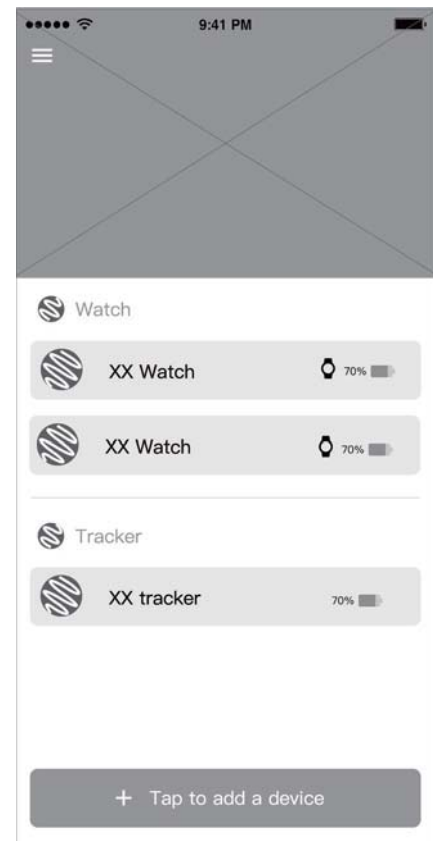 9:41 PM
Watch
XX Watch 70%
XX Watch 70%
Tracker
XX tracker 70%
+ Tap to add a device